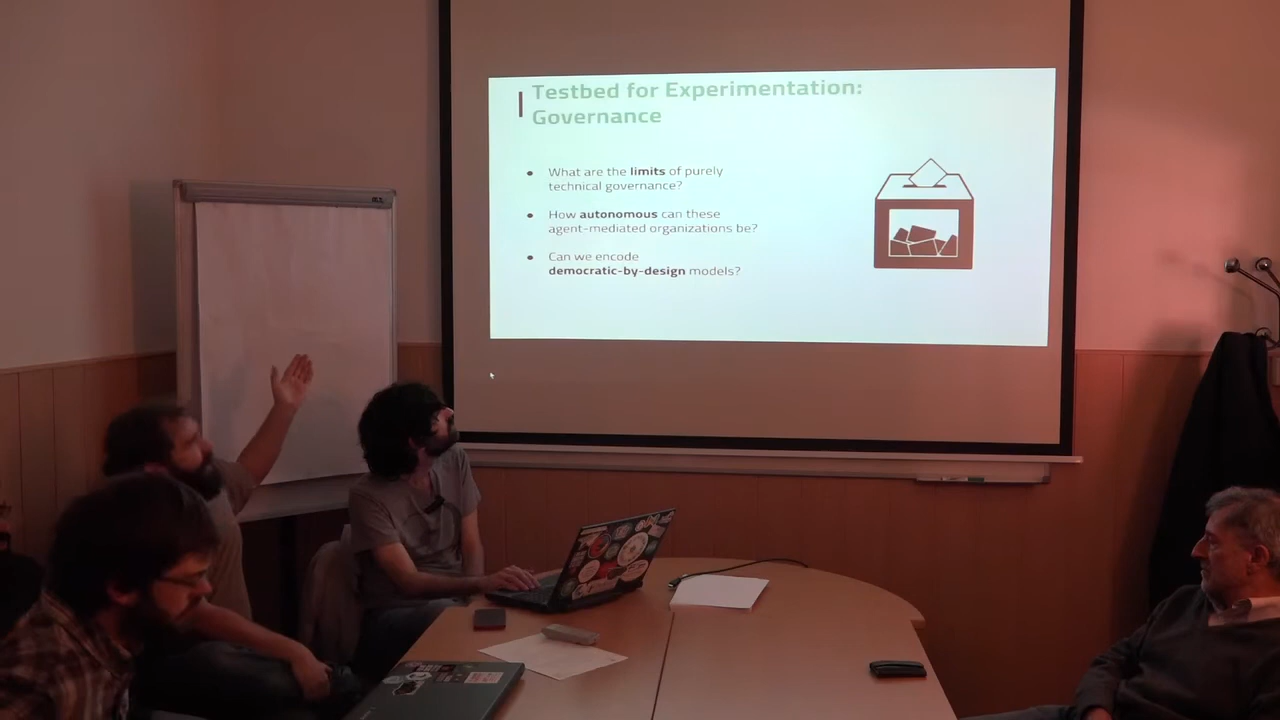 Testbed for Experimentation:
Governance
What are the limits of purely
technical governance?
How autonomous can these
agent-mediated organizations be?
Can we encode
democratic-by-design models?